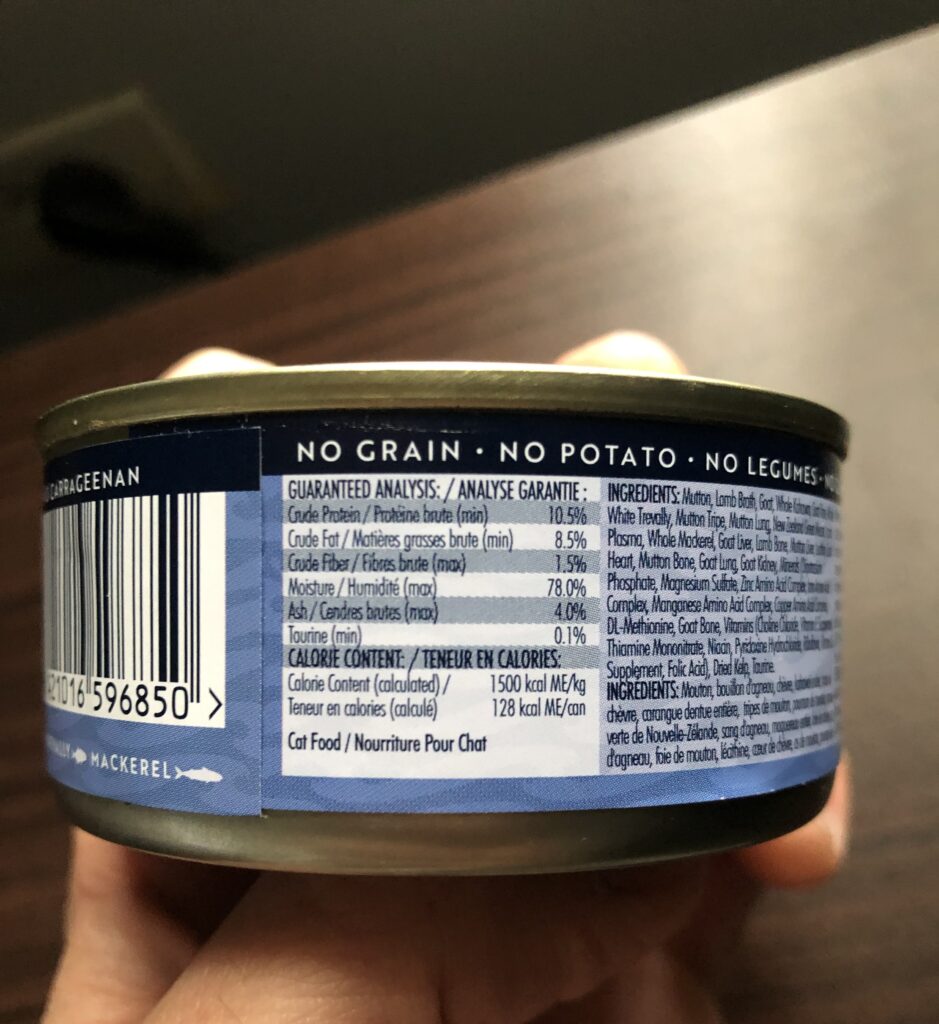 CARRAGEENAN
596850 >
MACKEREL
NO GRAIN · NO POTATO · NO LEGUMES ·
GUARANTEED ANALYSIS: / ANALYSE GARANTIE :
Crude Protein / Protéine brute (min) 10.5%
Crude Fat / Matières grasses brute (min) 8.5%
Crude Fiber / Fibres brute (max) 1.5%
Moisture / Humidité (max) 78.0%
Ash / Cendres brutes (max) 4.0%
Taurine (min) 0.1%
CALORIE CONTENT: / TENEUR EN CALORIES:
Calorie Content (calculated) / 1500 kcal ME/kg
Teneur en calories (calculé) 128 kcal ME/can
Cat Food / Nourriture Pour Chat
INGREDIENTS: Mutton, Lamb Broth, Goat, Whole
White Trevally, Mutton Tripe, Mutton Lung, New Zealand Green
Plasma, Whole Mackerel, Goat Liver, Lamb Bone, Mutton Liver,
Heart, Mutton Bone, Goat Lung, Goat Kidney, Minerals
Phosphate, Magnesium Sulfate, Zinc Amino Acid Complex,
Complex, Manganese Amino Acid Complex, Copper Amino Acid
DL-Methionine, Goat Bone, Vitamins (Choline Chloride, Vitamin E
Thiamine Mononitrate, Niacin, Pyridoxine Hydrochloride,
Supplement, Folic Acid), Dried Kelp, Taurine.
INGREDIENTS: Mouton, bouillon d'agneau, chèvre,
chèvre, carangue dentue entière, tripes de mouton,
verte de Nouvelle-Zélande, sang d'agneau,
d'agneau, foie de mouton, lécithine, cœur de chèvre,